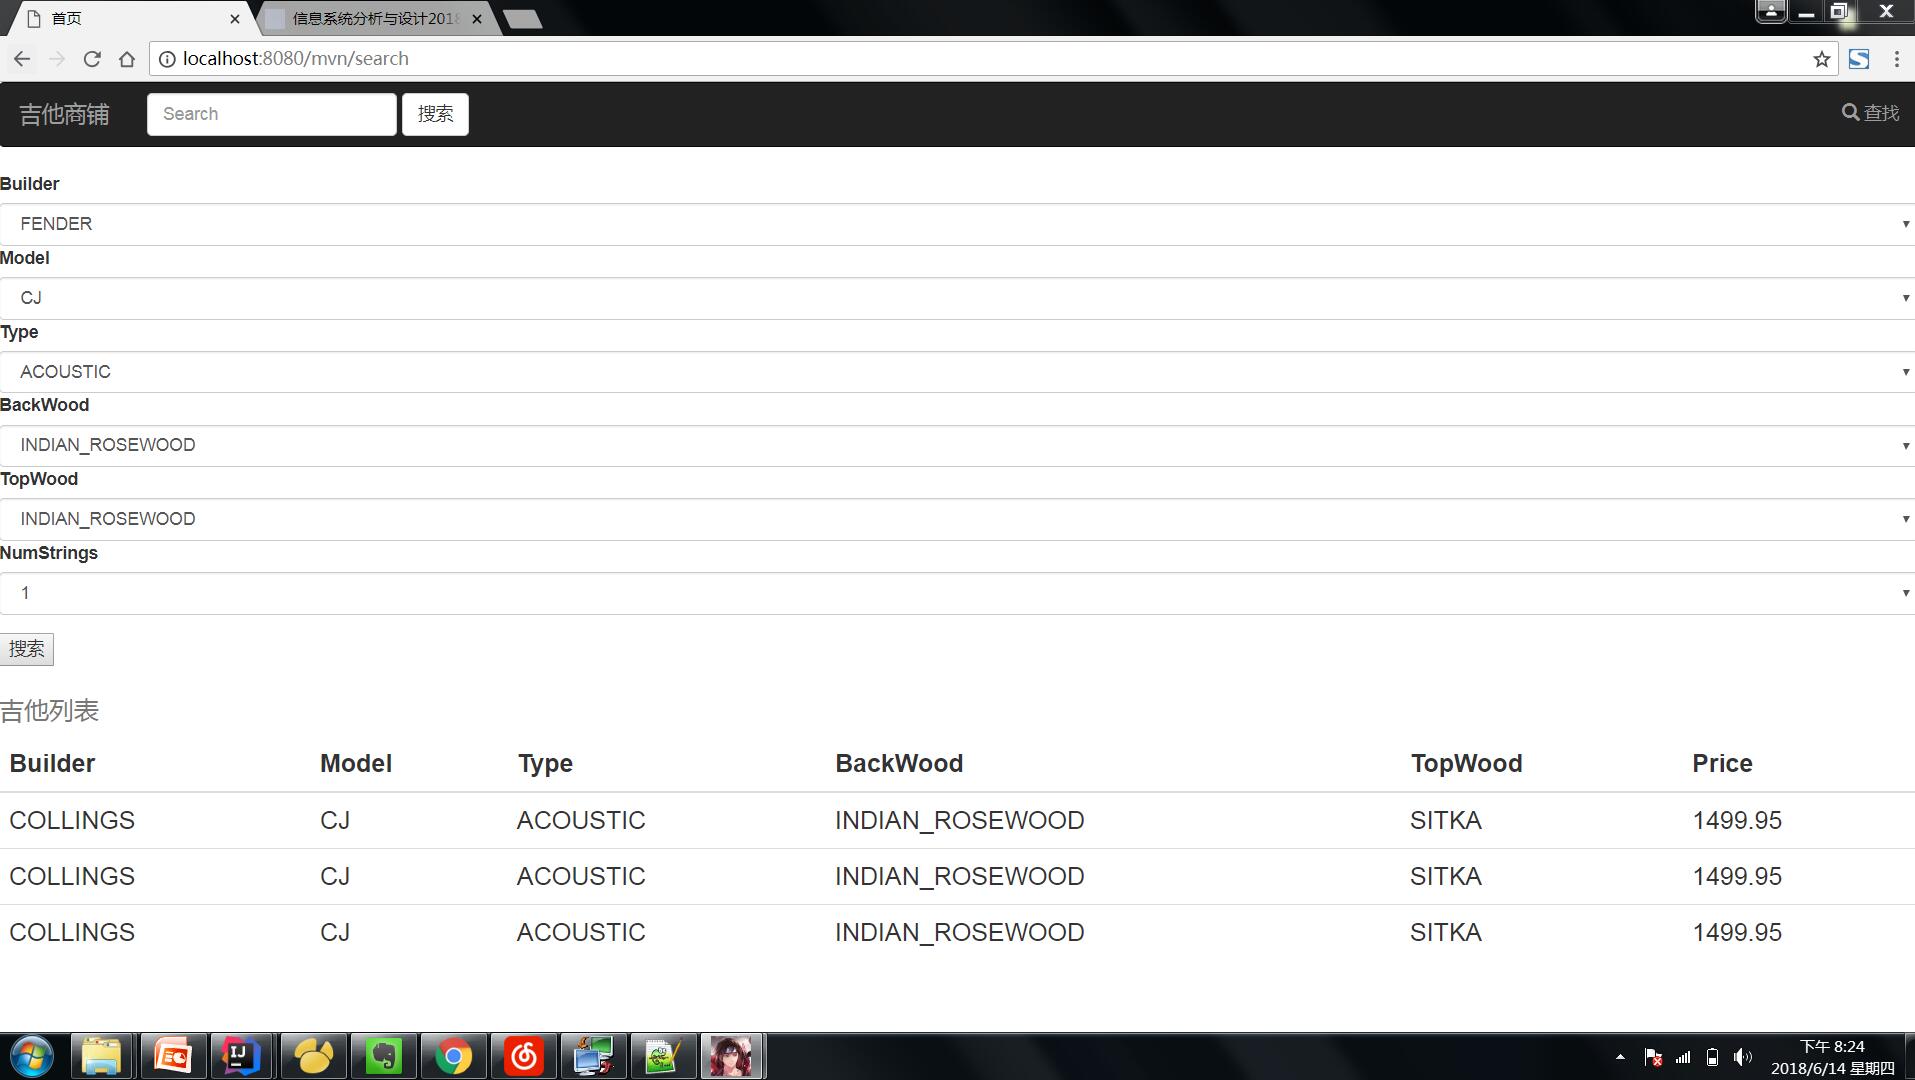 首页
信息系统分析与设计2018
localhost:8080/mvn/search
吉他商铺 Search 搜索 查找
Builder
FENDER
Model
CJ
Type
ACOUSTIC
BackWood
INDIAN_ROSEWOOD
TopWood
INDIAN_ROSEWOOD
NumStrings
1
搜索
吉他列表
Builder Model Type BackWood TopWood Price
COLLINGS CJ ACOUSTIC INDIAN_ROSEWOOD SITKA 1499.95
COLLINGS CJ ACOUSTIC INDIAN_ROSEWOOD SITKA 1499.95
COLLINGS CJ ACOUSTIC INDIAN_ROSEWOOD SITKA 1499.95
下午 8:24
2018/6/14 星期四